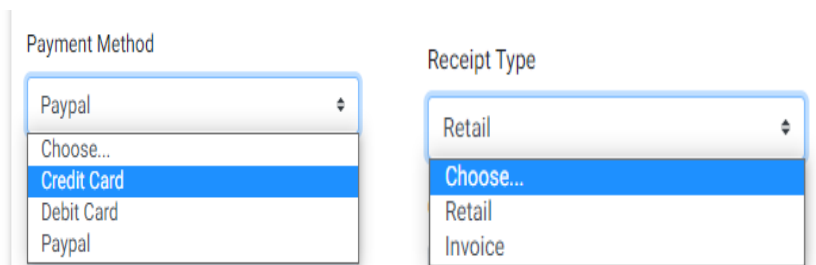 Payment Method
Paypal
Choose...
Credit Card
Debit Card
Paypal
Receipt Type
Retail
Choose...
Retail
Invoice